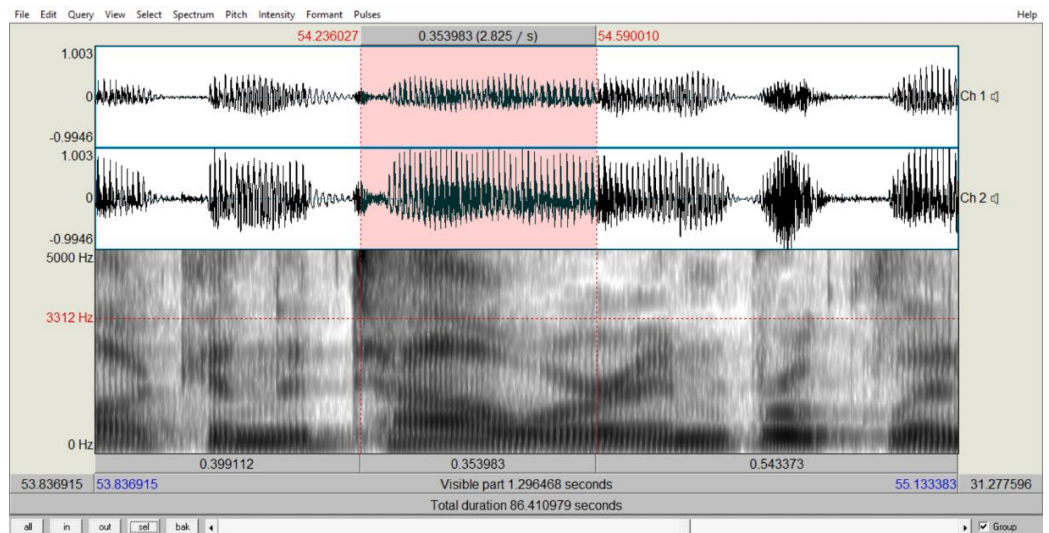 File Edit Query View Select Spectrum Pitch Intensity Formant Pulses Help
54.236027 0.353983 (2.825 / s) 54.590010
1.003
0 Ch 1
-0.9946
1.003
0 Ch 2
-0.9946
5000 Hz
3312 Hz
0 Hz
0.399112 0.353983 0.543373
53.836915 53.836915 Visible part 1.296468 seconds 55.133383 31.277596
Total duration 86.410979 seconds
all in out sel bak Group